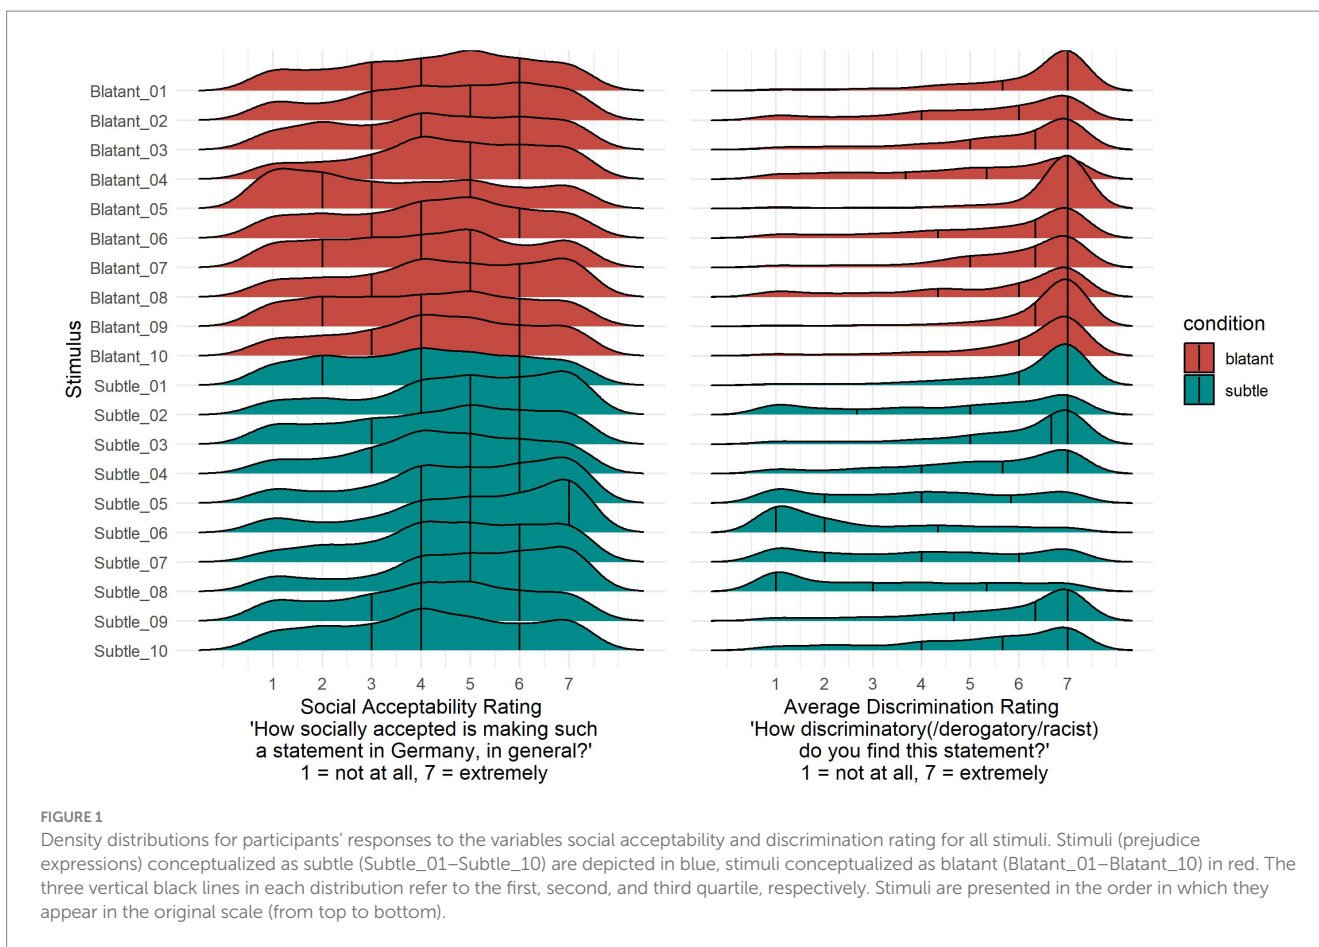 Stimulus
Blatant_01
Blatant_02
Blatant_03
Blatant_04
Blatant_05
Blatant_06
Blatant_07
Blatant_08
Blatant_09
Blatant_10
Subtle_01
Subtle_02
Subtle_03
Subtle_04
Subtle_05
Subtle_06
Subtle_07
Subtle_08
Subtle_09
Subtle_10
1 2 3 4 5 6 7
Social Acceptability Rating
'How socially accepted is making such
a statement in Germany, in general?'
1 = not at all, 7 = extremely
1 2 3 4 5 6 7
Average Discrimination Rating
'How discriminatory(/derogatory/racist)
do you find this statement?'
1 = not at all, 7 = extremely
condition
blatant
subtle
FIGURE 1
Density distributions for participants' responses to the variables social acceptability and discrimination rating for all stimuli. Stimuli (prejudice
expressions) conceptualized as subtle (Subtle_01–Subtle_10) are depicted in blue, stimuli conceptualized as blatant (Blatant_01–Blatant_10) in red. The
three vertical black lines in each distribution refer to the first, second, and third quartile, respectively. Stimuli are presented in the order in which they
appear in the original scale (from top to bottom).